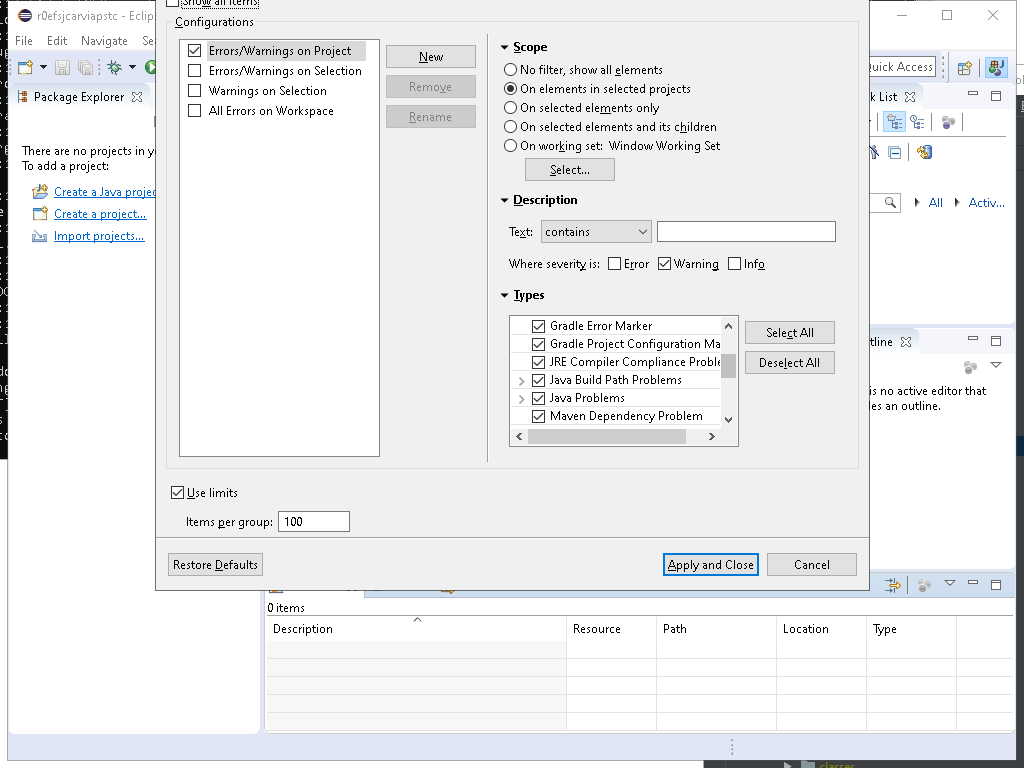 r0efsjcarviapstc - Eclip
Show all items
File Edit Navigate Se
Configurations
Errors/Warnings on Project
Errors/Warnings on Selection
Warnings on Selection
All Errors on Workspace
New
Remove
Rename
Scope
No filter, show all elements
On elements in selected projects
On selected elements only
On selected elements and its children
On working set: Window Working Set
Select...
Description
Text: contains
Where severity is: Error Warning Info
Types
Gradle Error Marker
Gradle Project Configuration Ma
JRE Compiler Compliance Proble
Java Build Path Problems
Java Problems
Maven Dependency Problem
Select All
Deselect All
Use limits
Items per group: 100
Restore Defaults
Apply and Close
Cancel
Quick Access
Package Explorer
There are no projects in y
To add a project:
Create a Java projec
Create a project...
Import projects...
k List
All Activ...
tline
is no active editor that
les an outline.
0 items
Description Resource Path Location Type
classes